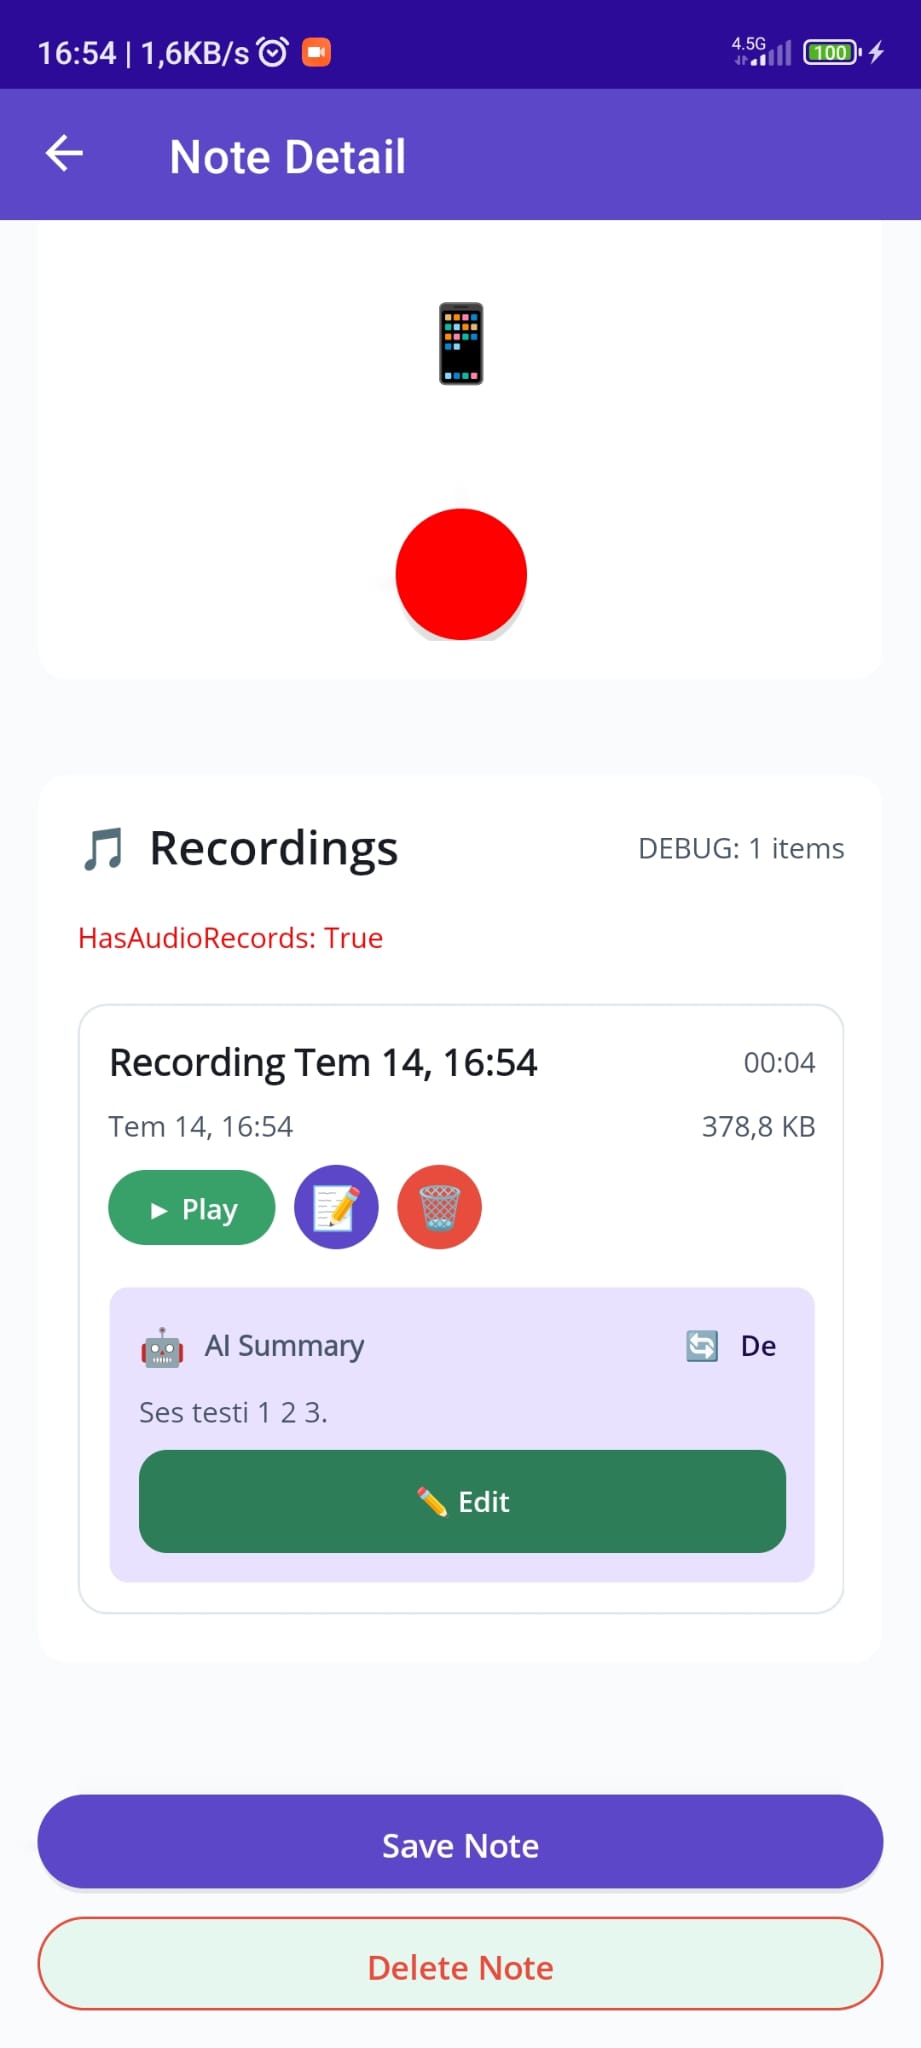 16:54 | 1,6KB/s
4.5G
100
Note Detail
Recordings
DEBUG: 1 items
HasAudioRecords: True
Recording Tem 14, 16:54
00:04
Tem 14, 16:54
378,8 KB
Play
AI Summary
De
Ses testi 1 2 3.
Edit
Save Note
Delete Note